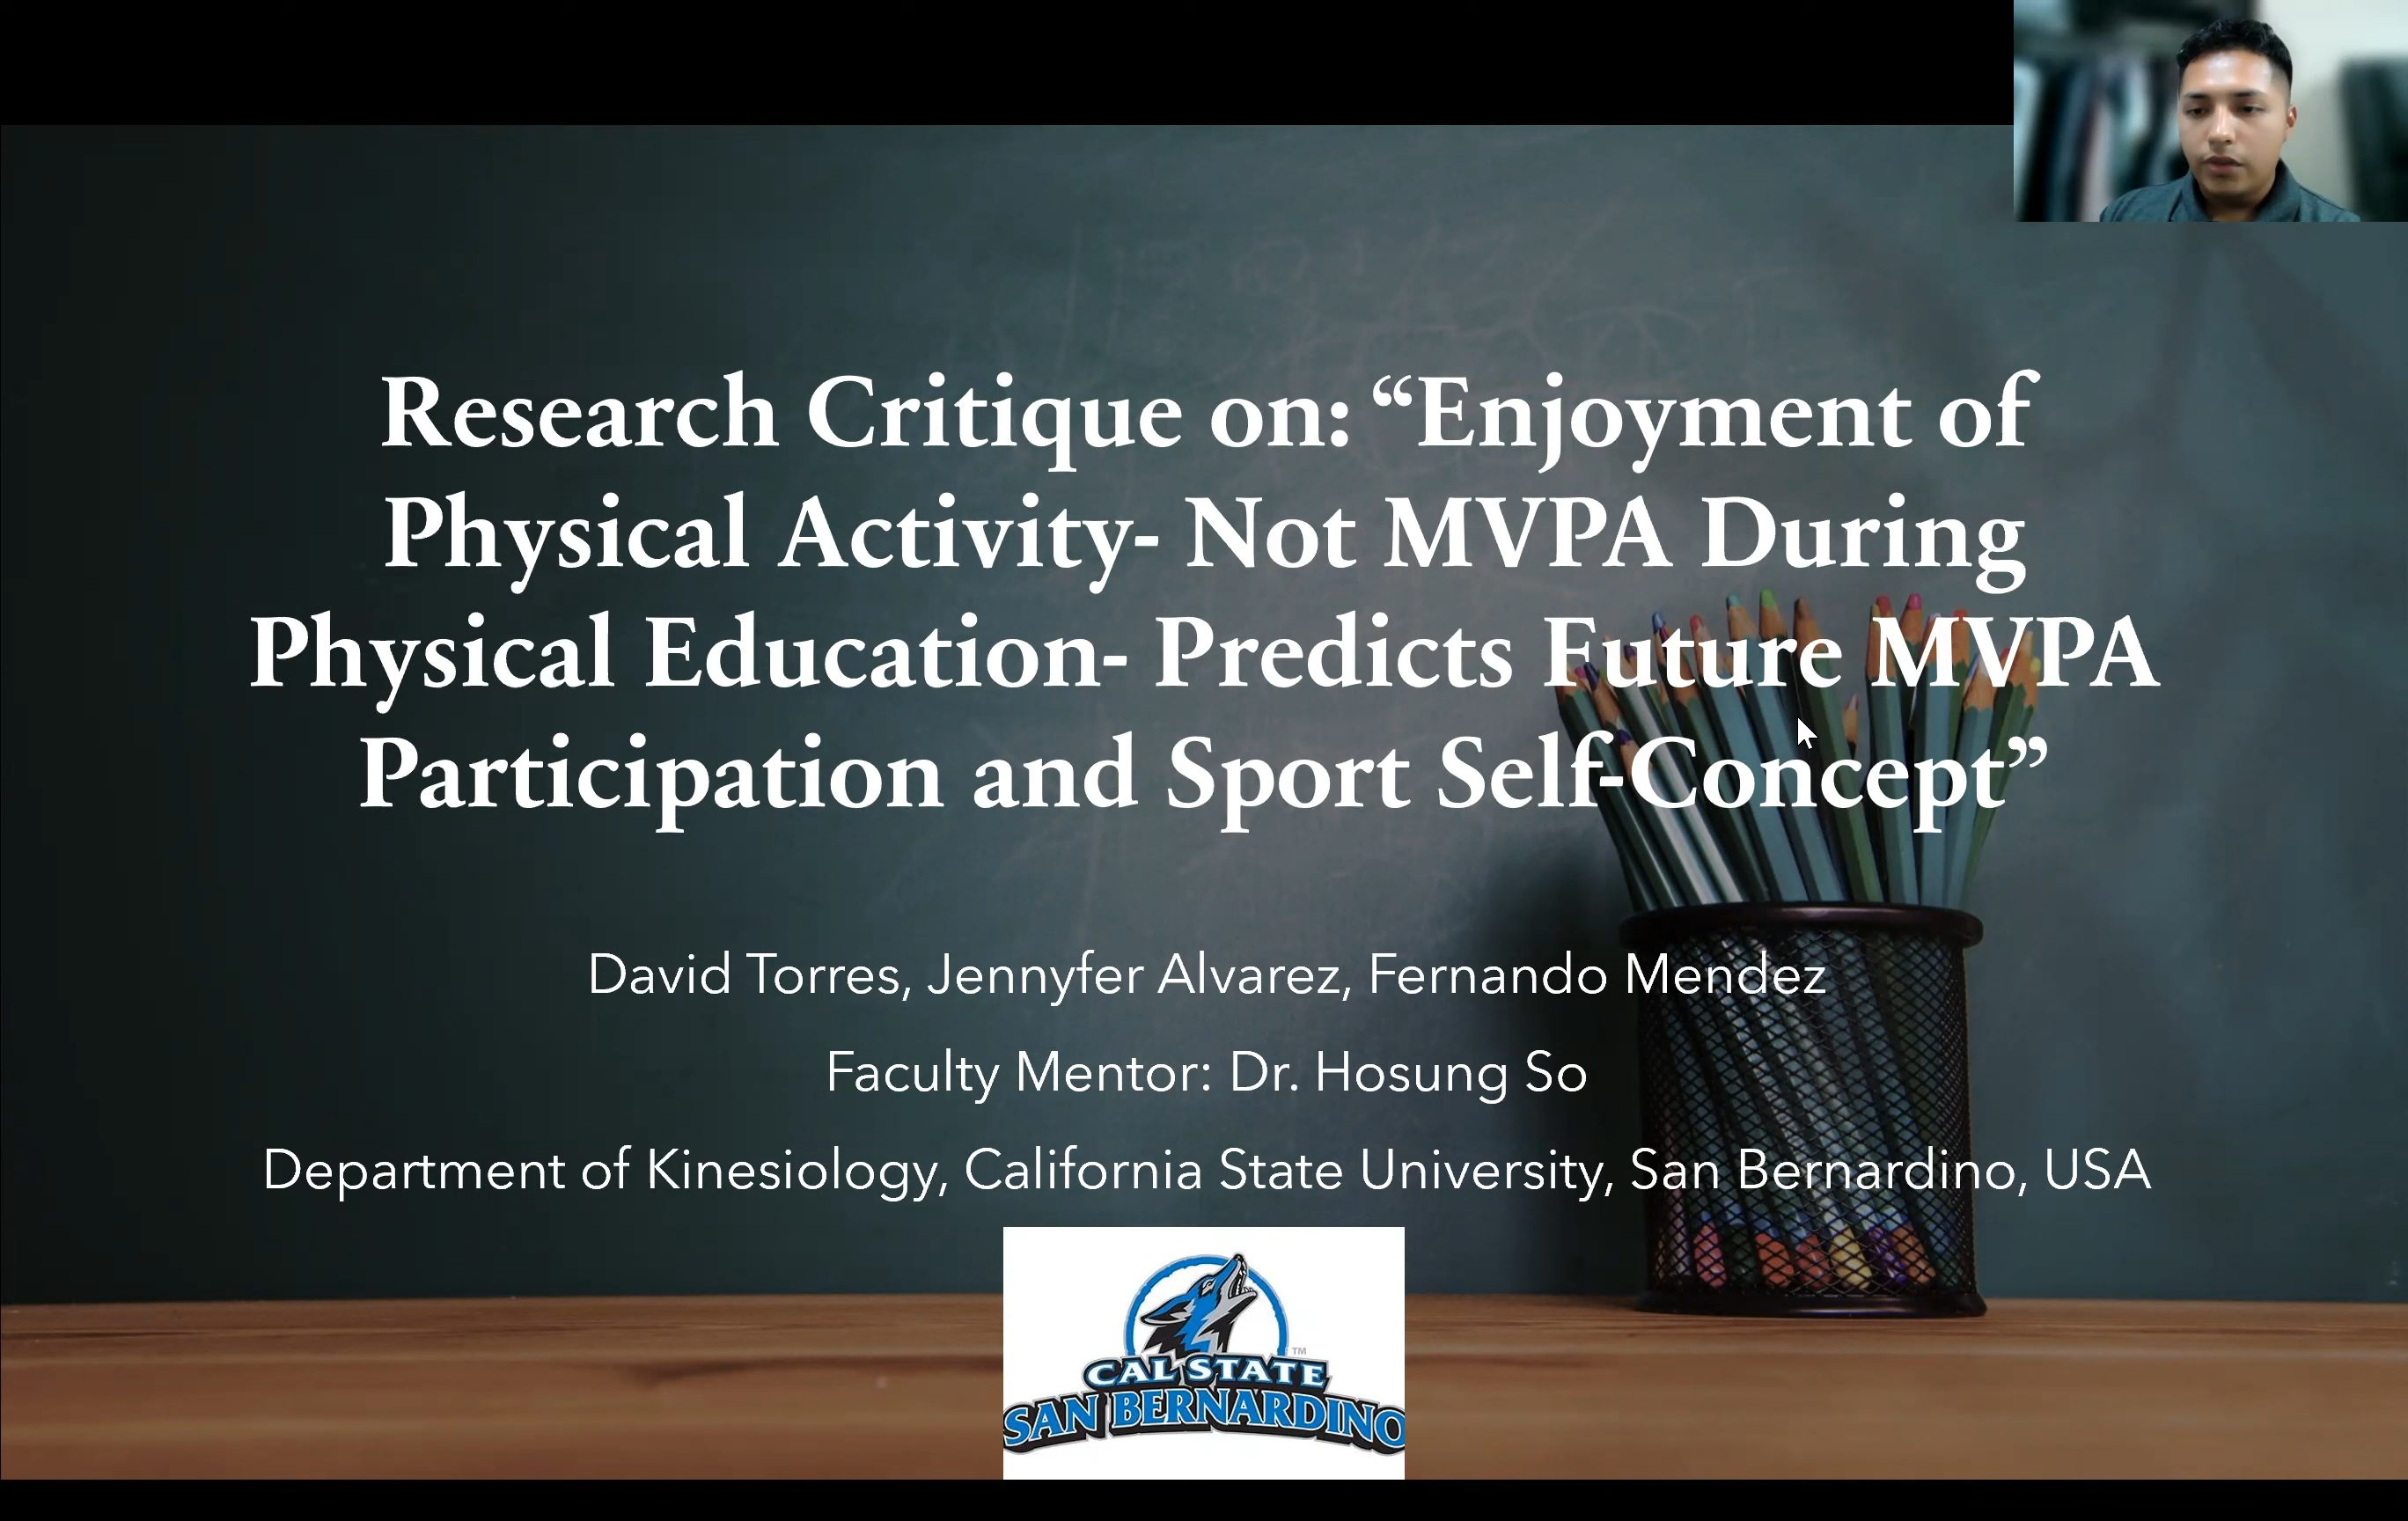 Research Critique on: “Enjoyment of
Physical Activity- Not MVPA During
Physical Education- Predicts Future MVPA
Participation and Sport Self-Concept”
David Torres, Jennyfer Alvarez, Fernando Mendez
Faculty Mentor: Dr. Hosung So
Department of Kinesiology, California State University, San Bernardino, USA
TM
CAL STATE
SAN BERNARDINO